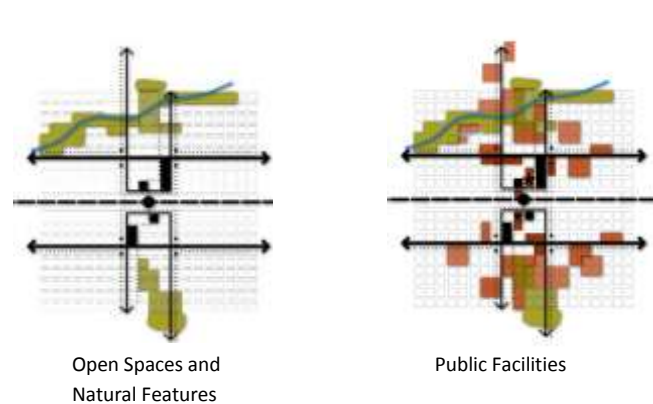 Open Spaces and
Natural Features
Public Facilities